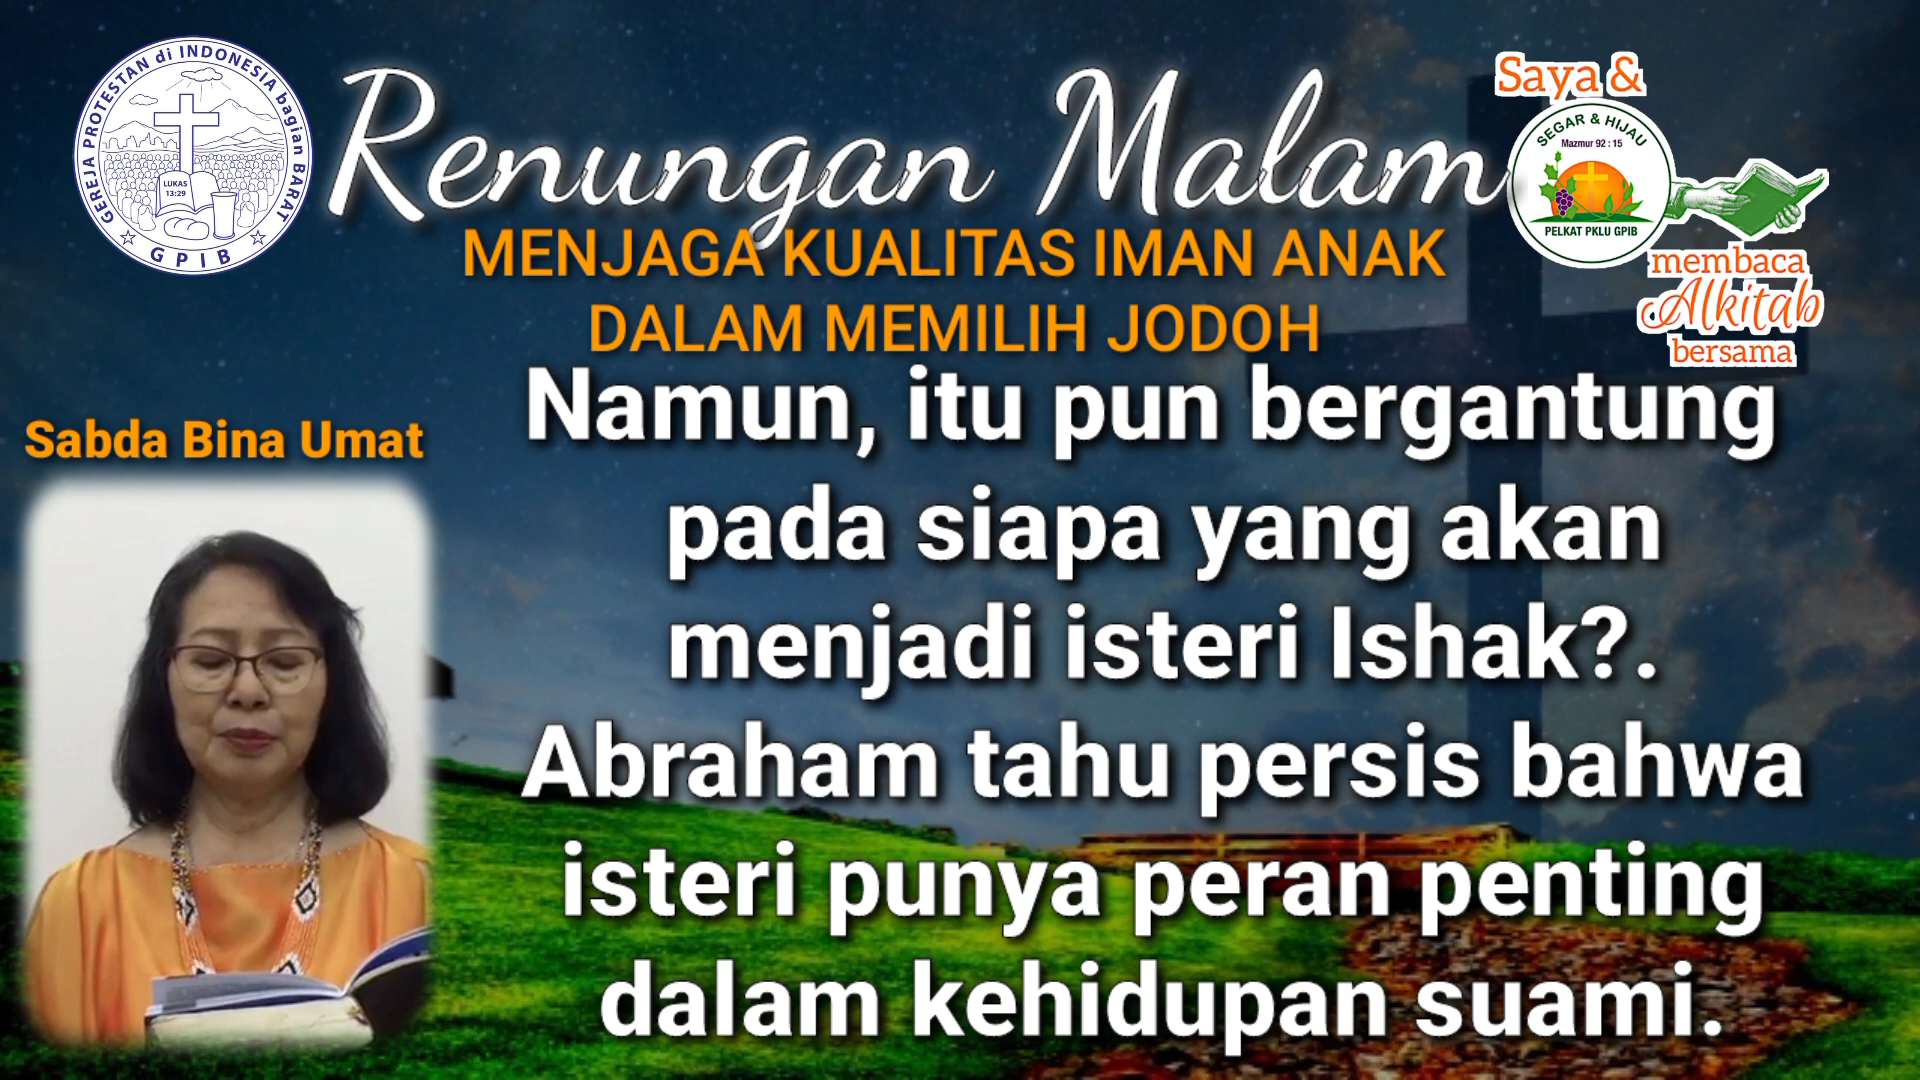 GEREJA PROTESTAN di INDONESIA bagian BARAT
LUKAS
13:29
GPIB
Renungan Malam
MENJAGA KUALITAS IMAN ANAK
DALAM MEMILIH JODOH
Saya &
SEGAR & HIJAU
Mazmur 92 : 15
PELKAT PKLU GPIB
membaca
Alkitab
bersama
Sabda Bina Umat
Namun, itu pun bergantung
pada siapa yang akan
menjadi isteri Ishak?.
Abraham tahu persis bahwa
isteri punya peran penting
dalam kehidupan suami.